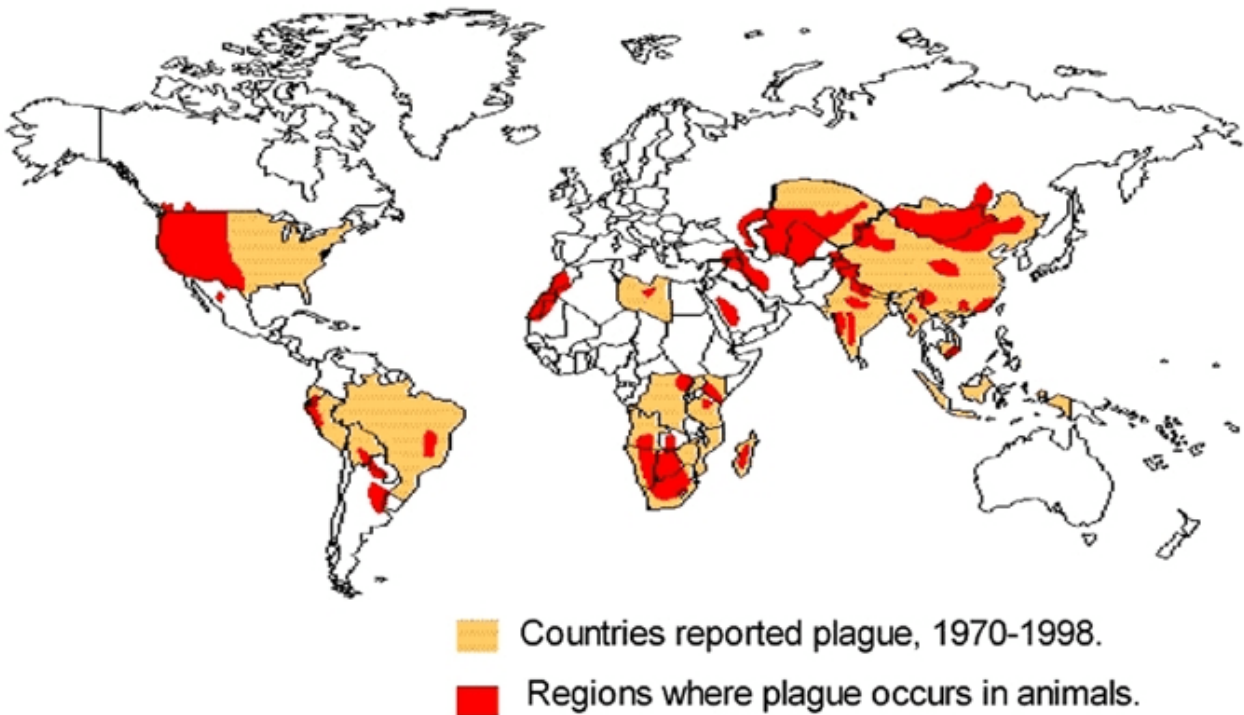 Countries reported plague, 1970-1998.
Regions where plague occurs in animals.